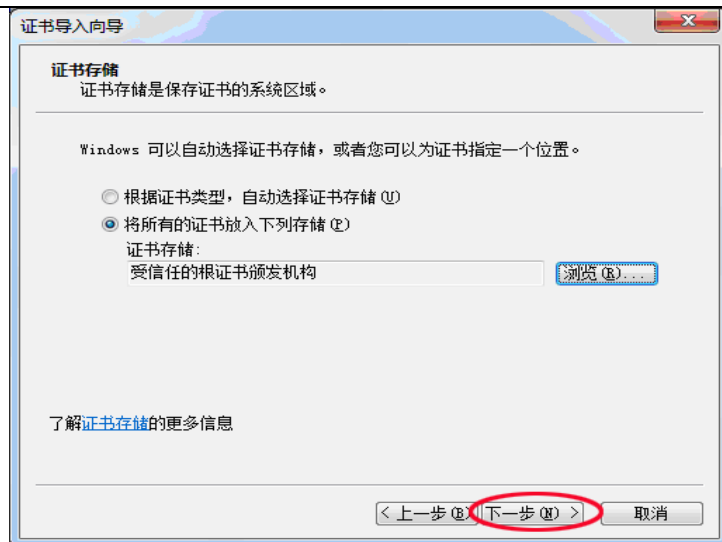 证书导入向导
证书存储
证书存储是保存证书的系统区域。
Windows 可以自动选择证书存储，或者您可以为证书指定一个位置。
根据证书类型，自动选择证书存储(U)
将所有的证书放入下列存储(P)
证书存储:
受信任的根证书颁发机构
浏览(R)...
了解证书存储的更多信息
< 上一步(B) 下一步(N) > 取消